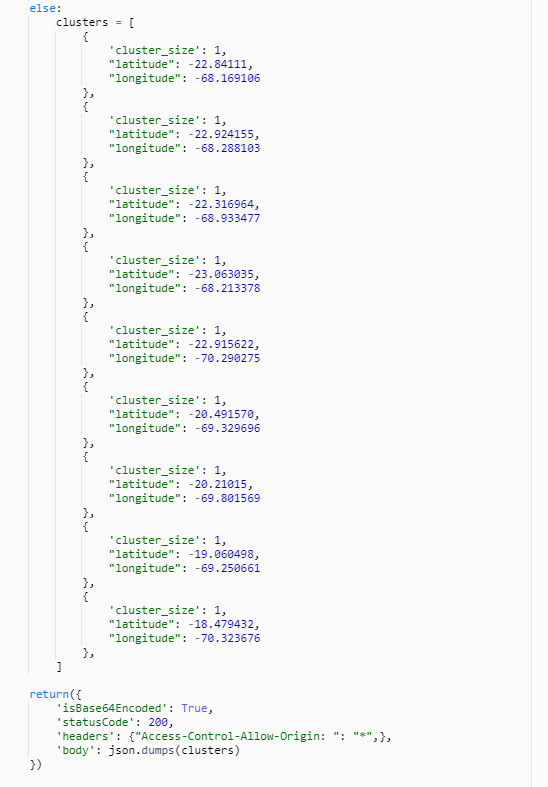 else:
clusters = [
{
'cluster_size': 1,
"latitude": -22.84111,
"longitude": -68.169106
},
{
'cluster_size': 1,
"latitude": -22.924155,
"longitude": -68.288103
},
{
'cluster_size': 1,
"latitude": -22.316964,
"longitude": -68.933477
},
{
'cluster_size': 1,
"latitude": -23.063035,
"longitude": -68.213378
},
{
'cluster_size': 1,
"latitude": -22.915622,
"longitude": -70.290275
},
{
'cluster_size': 1,
"latitude": -20.491570,
"longitude": -69.329696
},
{
'cluster_size': 1,
"latitude": -20.21015,
"longitude": -69.801569
},
{
'cluster_size': 1,
"latitude": -19.060498,
"longitude": -69.250661
},
{
'cluster_size': 1,
"latitude": -18.479432,
"longitude": -70.323676
},
]
return({
'isBase64Encoded': True,
'statusCode': 200,
'headers': {"Access-Control-Allow-Origin: ": "*",},
'body': json.dumps(clusters)
})